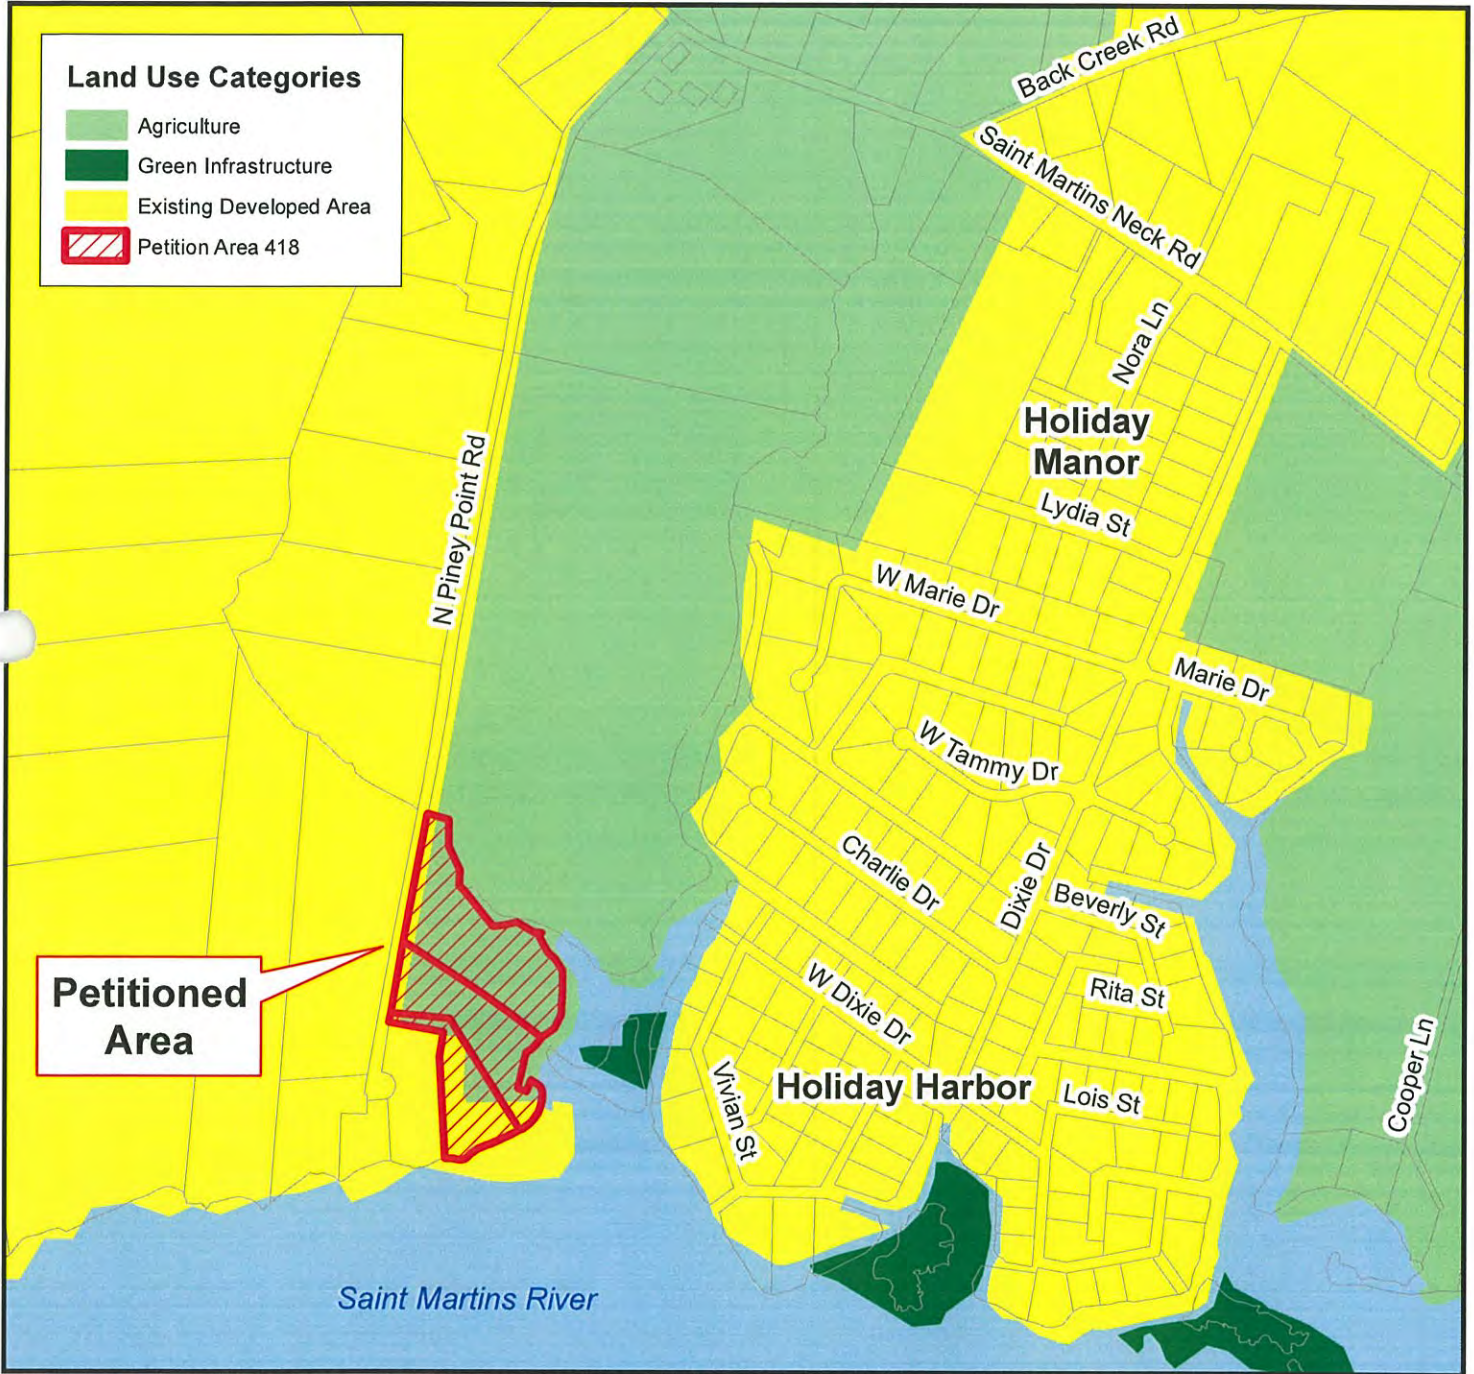 Land Use Categories
Agriculture
Green Infrastructure
Existing Developed Area
Petition Area 418
Back Creek Rd
Saint Martins Neck Rd
Nora Ln
Holiday
Manor
N Piney Point Rd
Lydia St
W Marie Dr
Marie Dr
W Tammy Dr
Charlie Dr
Dixie Dr
Beverly St
Petitioned
Area
W Dixie Dr
Rita St
Vivian St
Holiday Harbor
Lois St
Cooper Ln
Saint Martins River